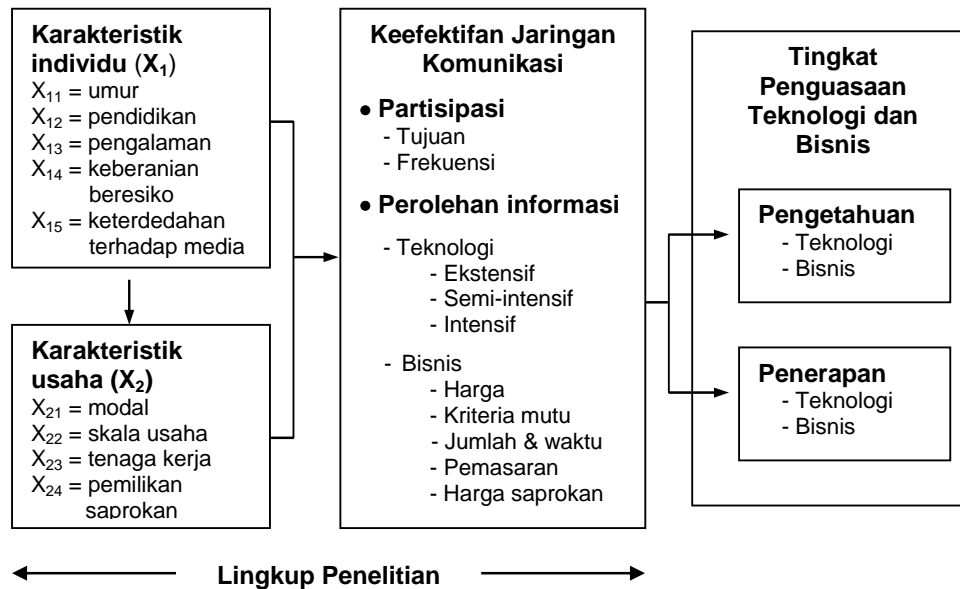 Karakteristik
individu (X₁)
X₁₁ = umur
X₁₂ = pendidikan
X₁₃ = pengalaman
X₁₄ = keberanian
beresiko
X₁₅ = keterdedahan
terhadap media
Karakteristik
usaha (X₂)
X₂₁ = modal
X₂₂ = skala usaha
X₂₃ = tenaga kerja
X₂₄ = pemilikan
saprokan
Keefektifan Jaringan
Komunikasi
● Partisipasi
- Tujuan
- Frekuensi
● Perolehan informasi
- Teknologi
- Ekstensif
- Semi-intensif
- Intensif
- Bisnis
- Harga
- Kriteria mutu
- Jumlah & waktu
- Pemasaran
- Harga saprokan
Tingkat
Penguasaan
Teknologi dan
Bisnis
Pengetahuan
- Teknologi
- Bisnis
Penerapan
- Teknologi
- Bisnis
Lingkup Penelitian